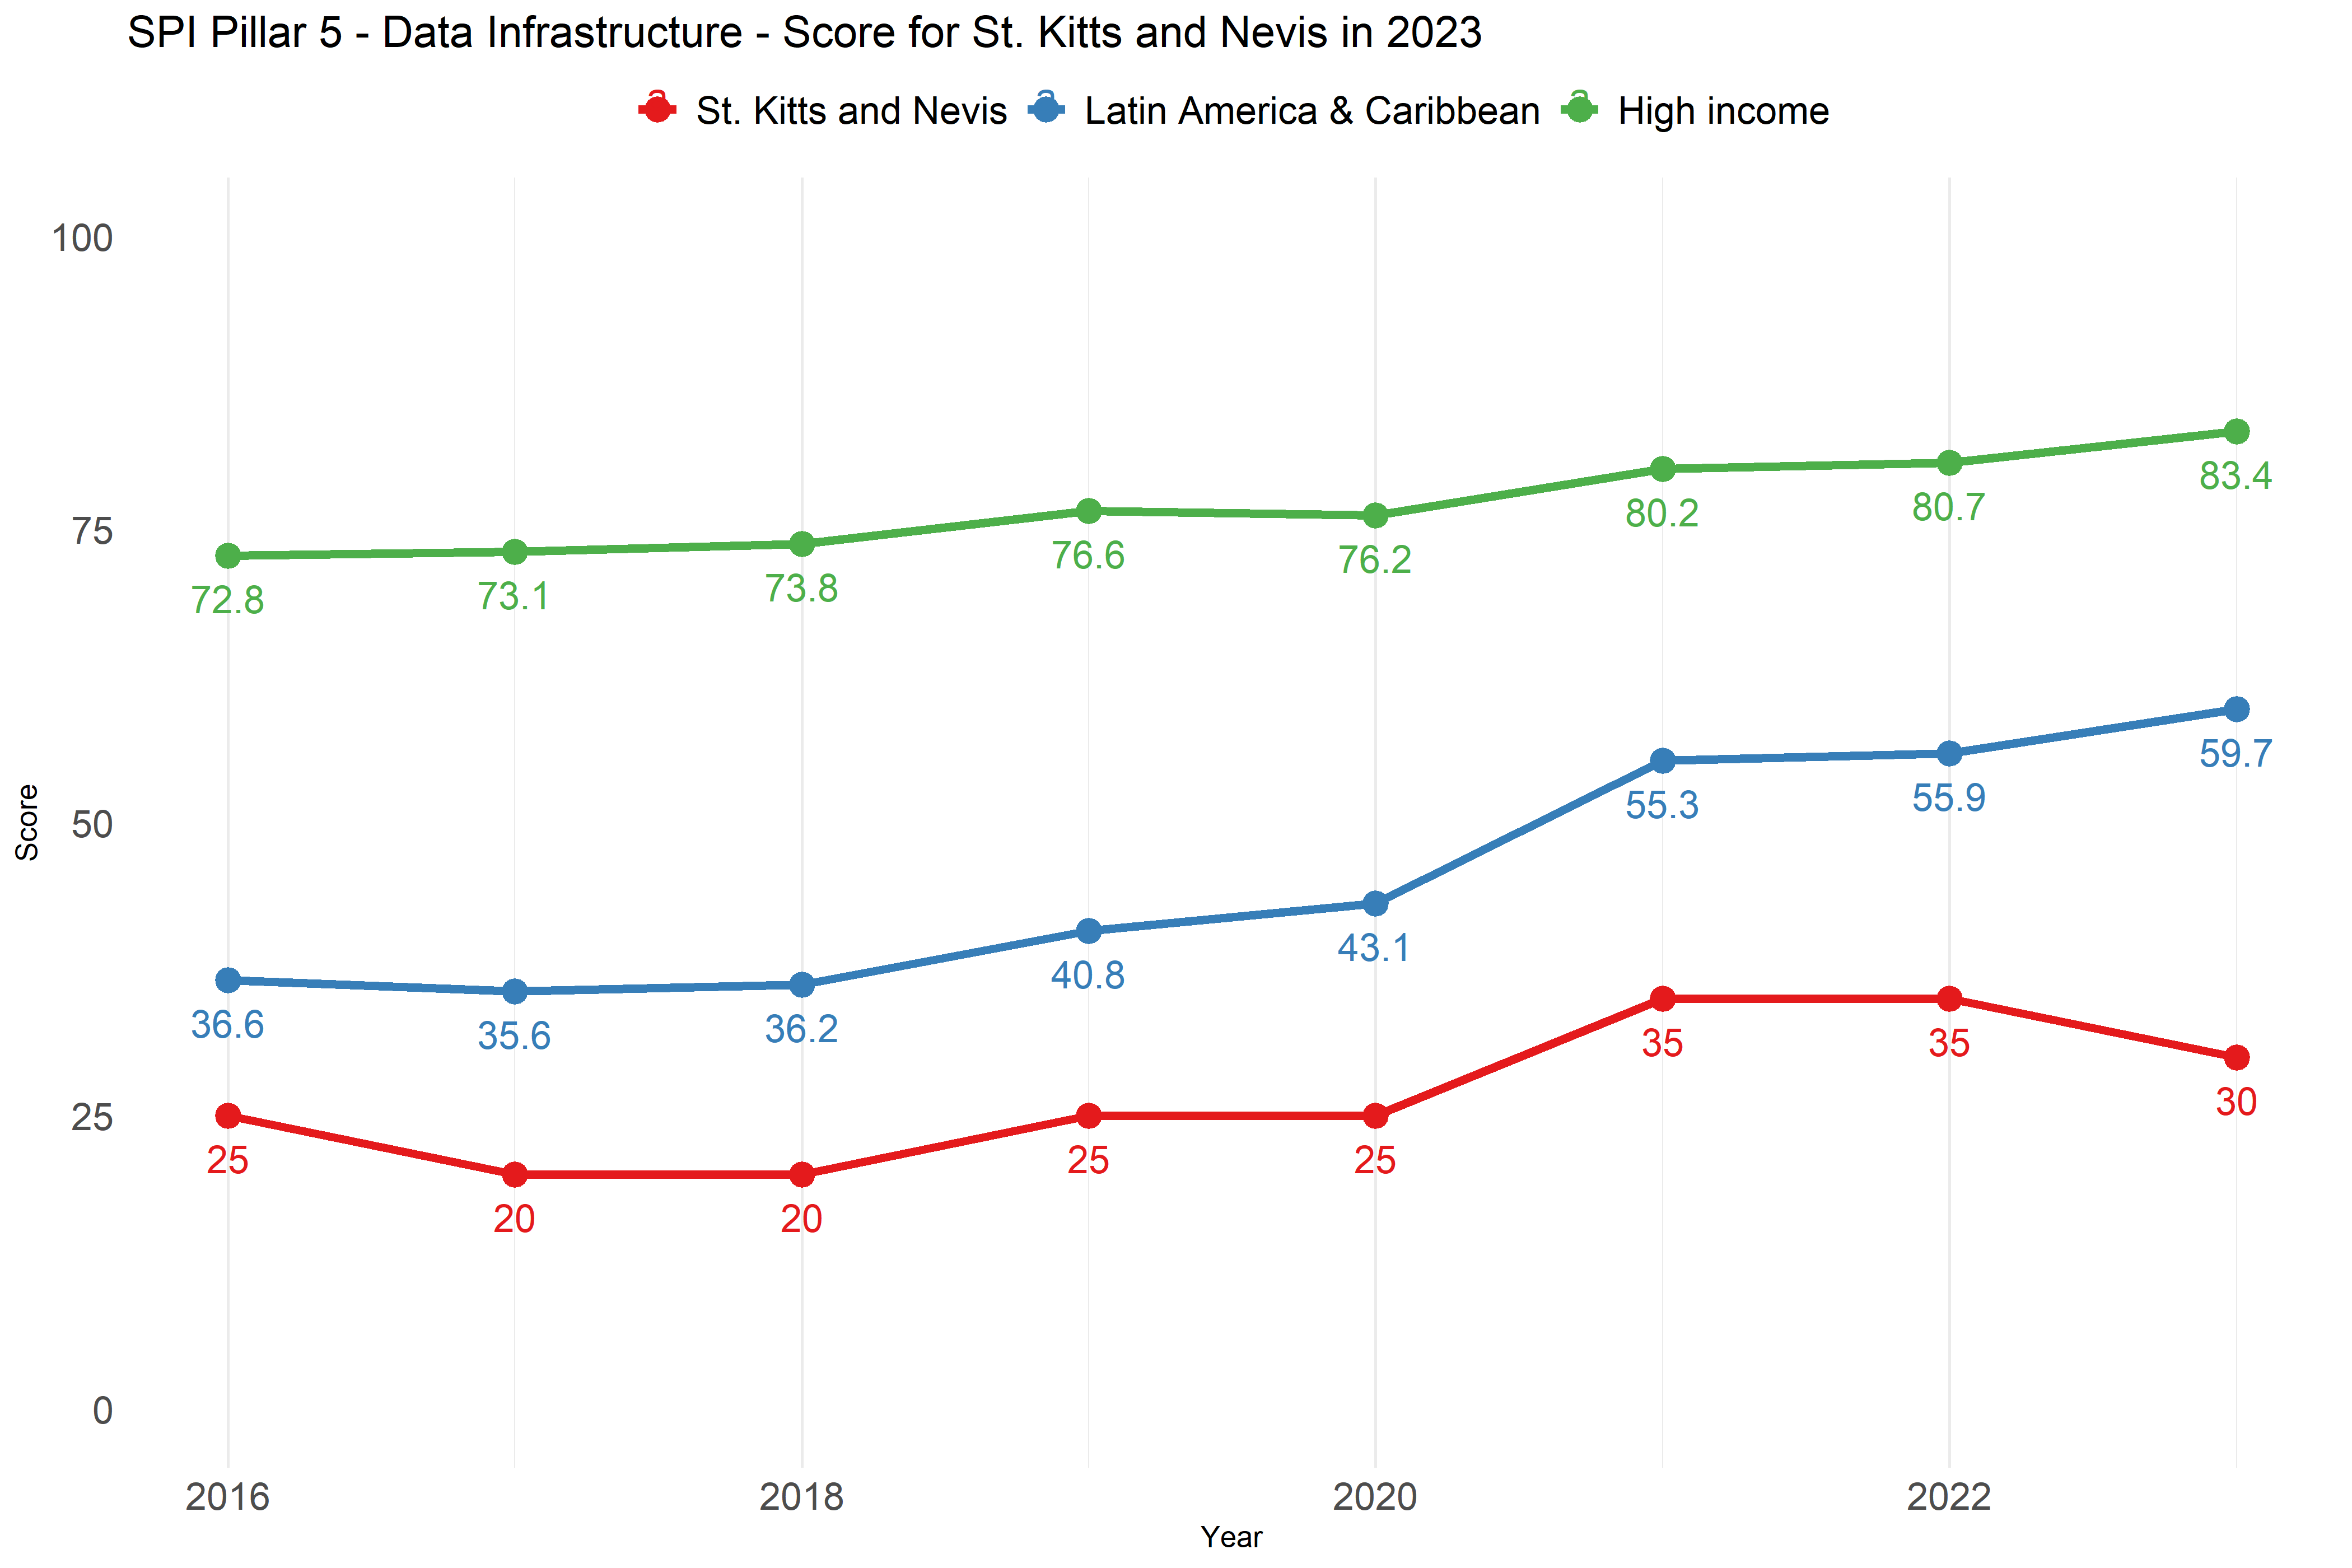 SPI Pillar 5 - Data Infrastructure - Score for St. Kitts and Nevis in 2023
St. Kitts and Nevis Latin America & Caribbean High income
100
75
50
25
0
Score
72.8 73.1 73.8 76.6 76.2 80.2 80.7 83.4
36.6 35.6 36.2 40.8 43.1 55.3 55.9 59.7
25 20 20 25 25 35 35 30
2016 2018 2020 2022
Year